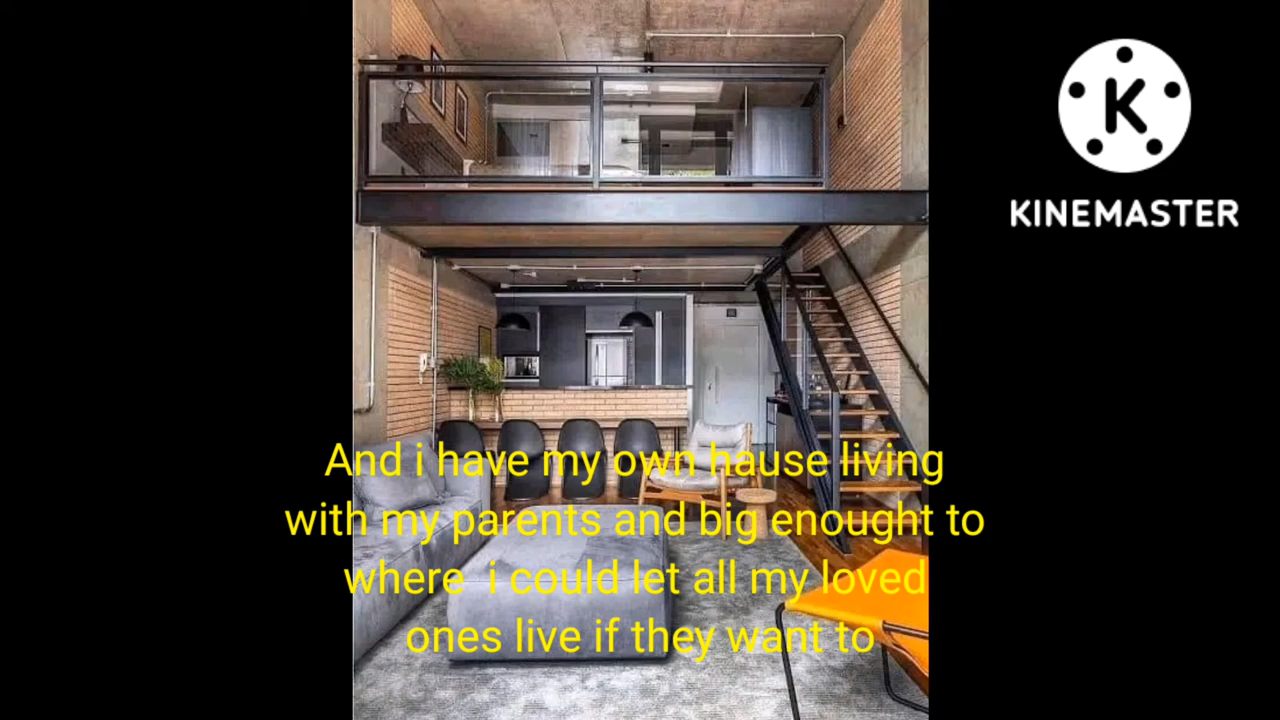 K
KINEMASTER
And i have my own hause living
with my parents and big enought to
where i could let all my loved
ones live if they want to